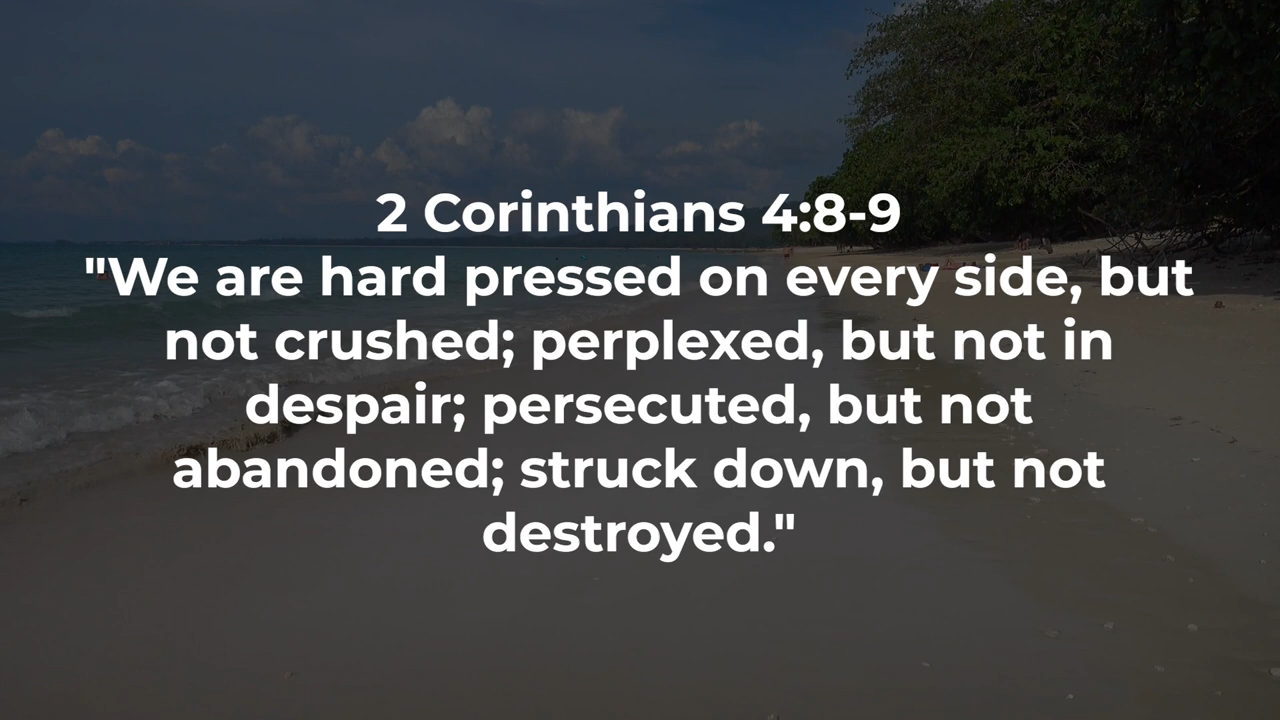 2 Corinthians 4:8-9
"We are hard pressed on every side, but
not crushed; perplexed, but not in
despair; persecuted, but not
abandoned; struck down, but not
destroyed."